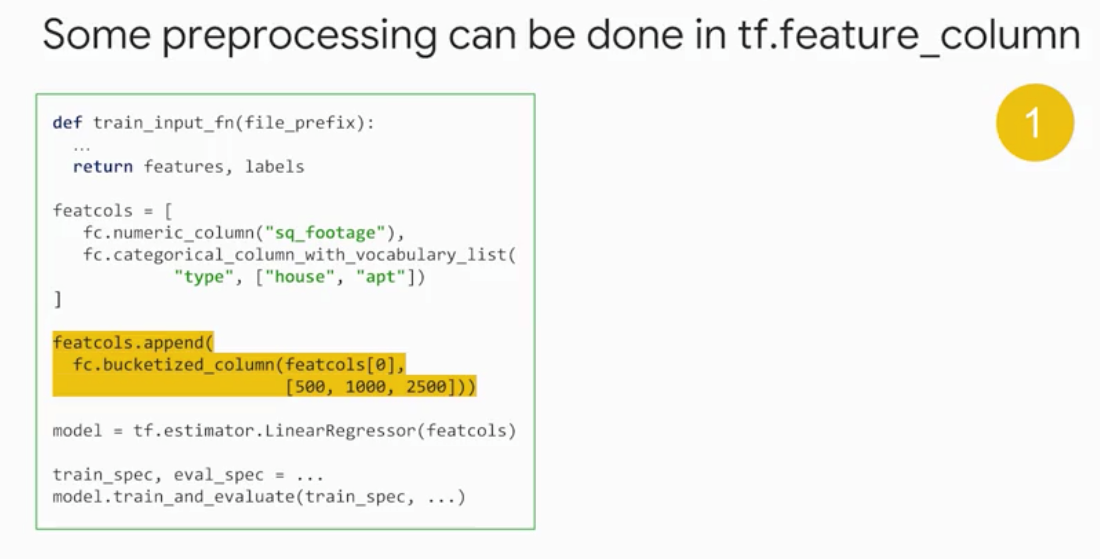 Some preprocessing can be done in tf.feature_column
1
def train_input_fn(file_prefix):
...
return features, labels
featcols = [
fc.numeric_column("sq_footage"),
fc.categorical_column_with_vocabulary_list(
"type", ["house", "apt"])
]
featcols.append(
fc.bucketized_column(featcols[0],
[500, 1000, 2500]))
model = tf.estimator.LinearRegressor(featcols)
train_spec, eval_spec = ...
model.train_and_evaluate(train_spec, ...)